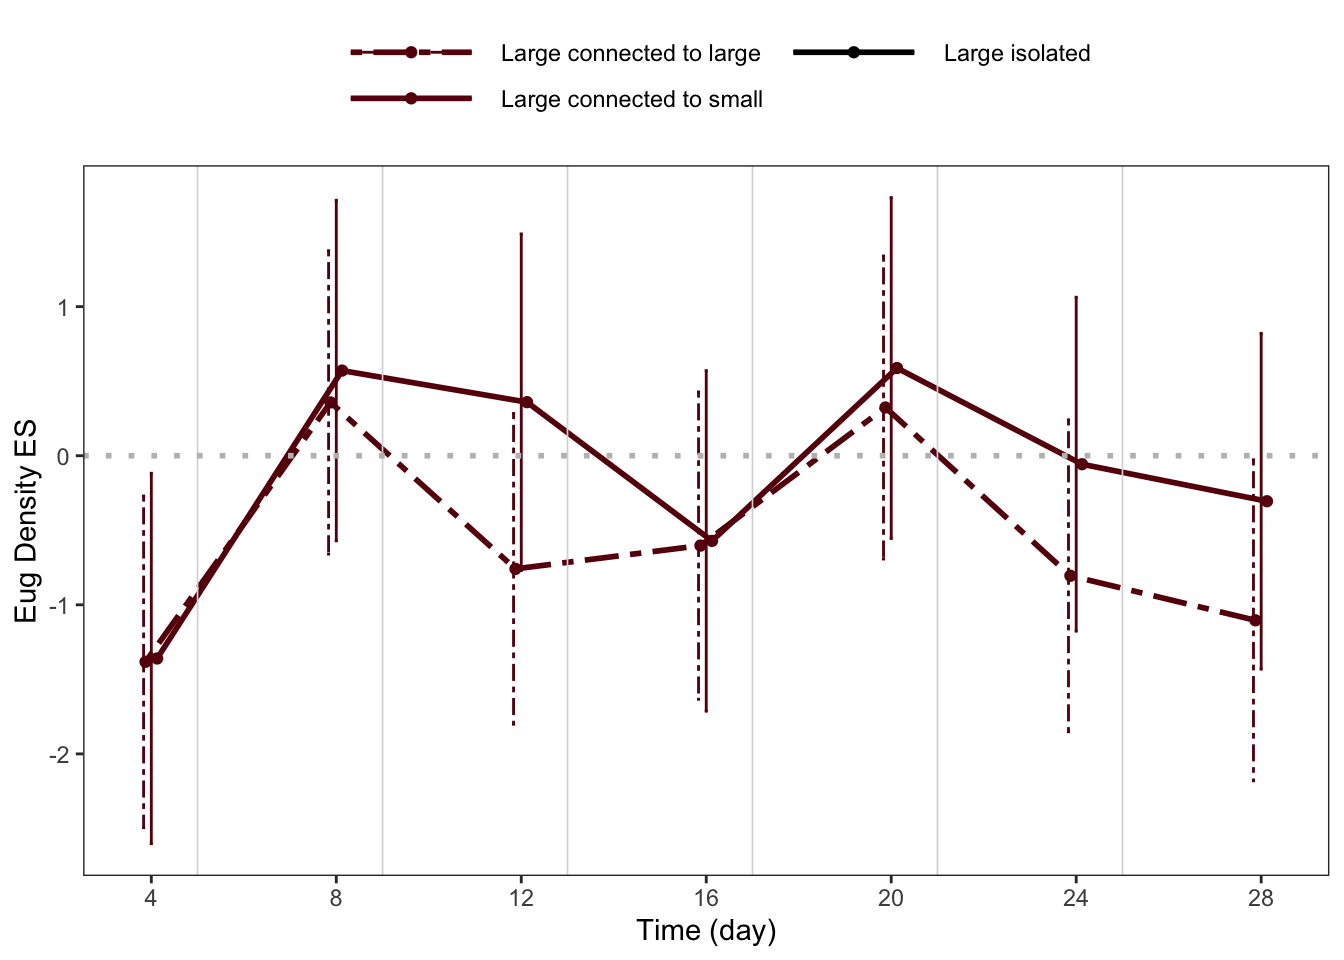 Large connected to large
Large isolated
Large connected to small
Eug Density ES
1
0
-1
-2
4 8 12 16 20 24 28
Time (day)